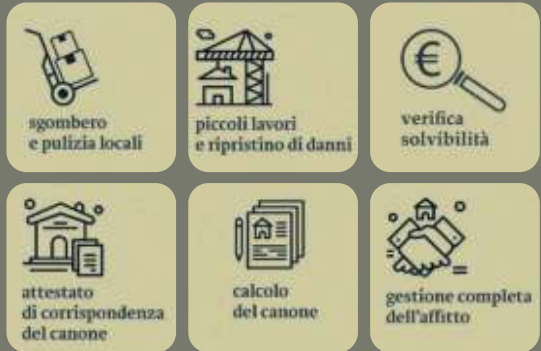 sgombero
e pulizia locali
piccoli lavori
e ripristino di danni
€
verifica
solvibilità
attestato
di corrispondenza
del canone
calcolo
del canone
gestione completa
dell'affitto